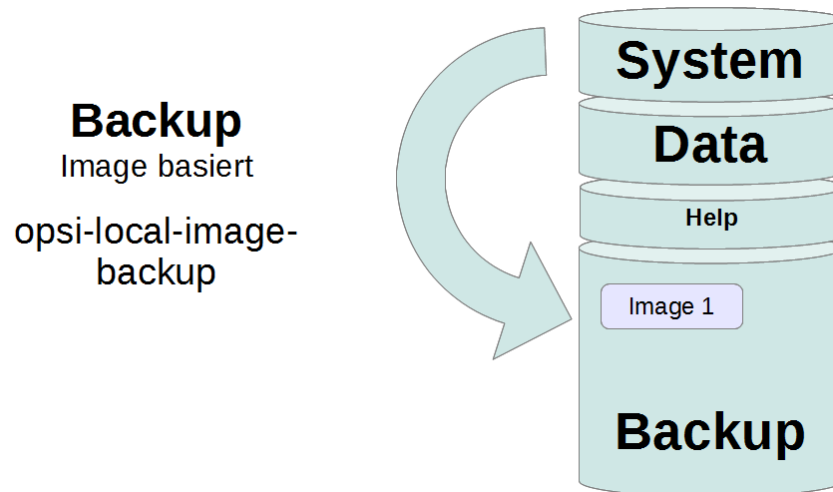 Backup
Image basiert
opsi-local-image-
backup
System
Data
Help
Image 1
Backup